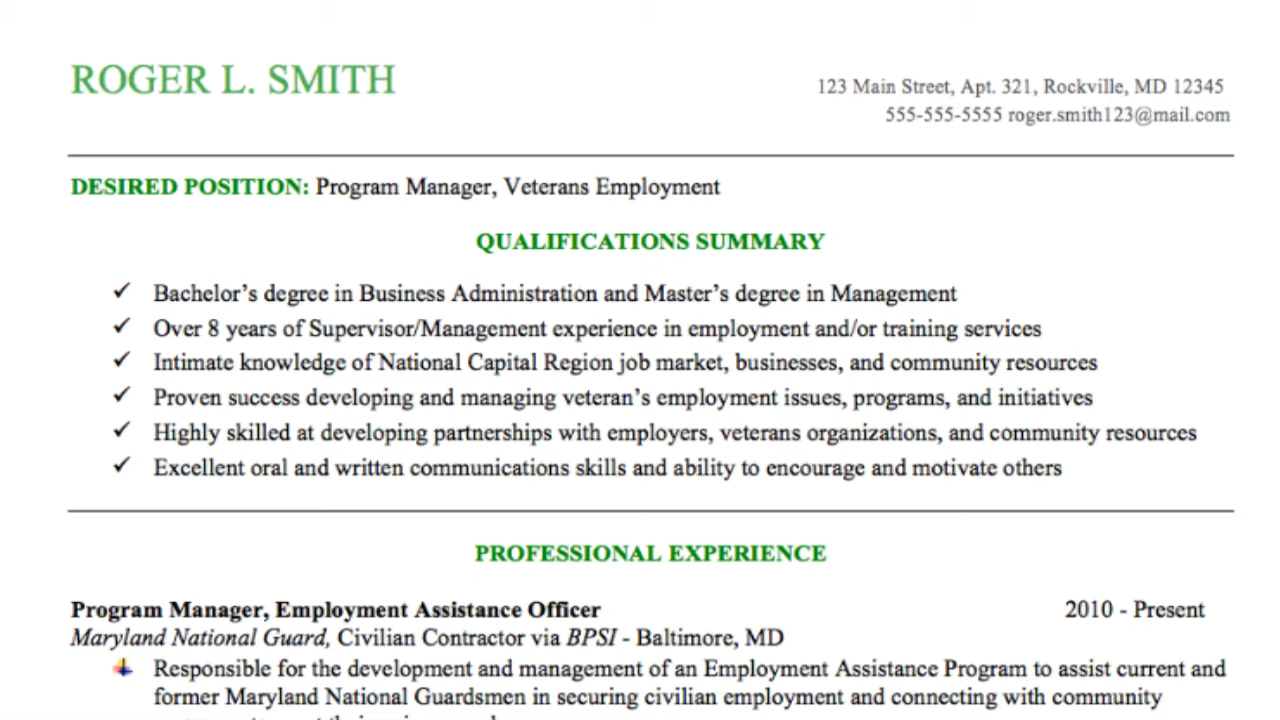 ROGER L. SMITH
123 Main Street, Apt. 321, Rockville, MD 12345
555-555-5555 roger.smith123@mail.com
DESIRED POSITION: Program Manager, Veterans Employment
QUALIFICATIONS SUMMARY
✓ Bachelor’s degree in Business Administration and Master’s degree in Management
✓ Over 8 years of Supervisor/Management experience in employment and/or training services
✓ Intimate knowledge of National Capital Region job market, businesses, and community resources
✓ Proven success developing and managing veteran’s employment issues, programs, and initiatives
✓ Highly skilled at developing partnerships with employers, veterans organizations, and community resources
✓ Excellent oral and written communications skills and ability to encourage and motivate others
PROFESSIONAL EXPERIENCE
Program Manager, Employment Assistance Officer 2010 - Present
Maryland National Guard, Civilian Contractor via BPSI - Baltimore, MD
Responsible for the development and management of an Employment Assistance Program to assist current and
former Maryland National Guardsmen in securing civilian employment and connecting with community